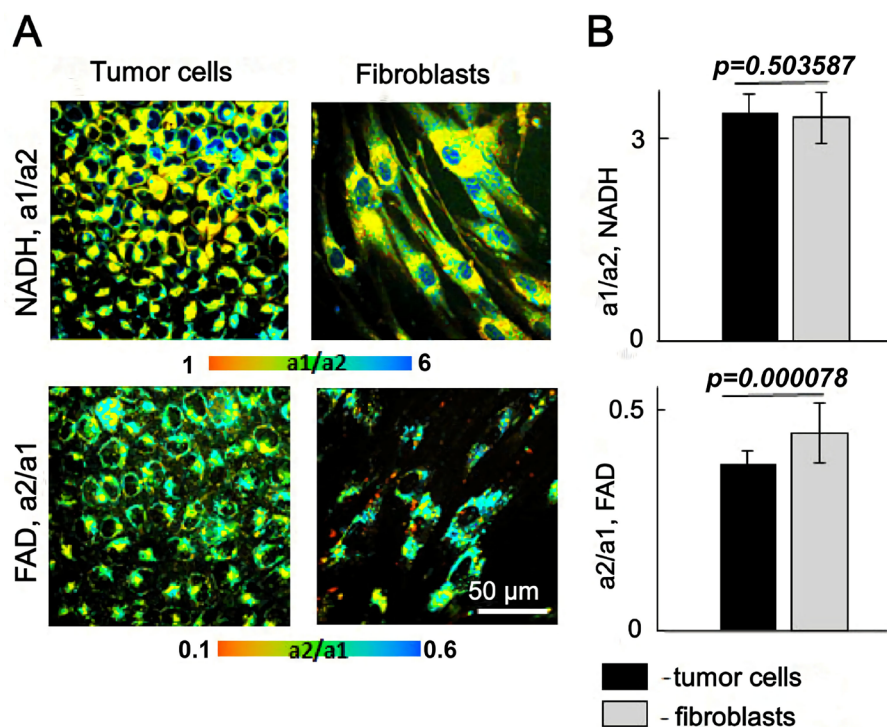 A
Tumor cells
Fibroblasts
NADH, a1/a2
1 a1/a2 6
FAD, a2/a1
50 µm
0.1 a2/a1 0.6
B
p=0.503587
3
a1/a2, NADH
0
p=0.000078
0.5
a2/a1, FAD
0
-tumor cells
-fibroblasts